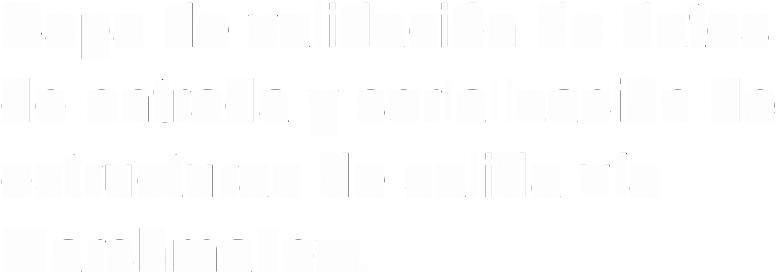 Capa de validación de datos
de entrada y serialización de
estructuras de salida vía
Marshmallow.